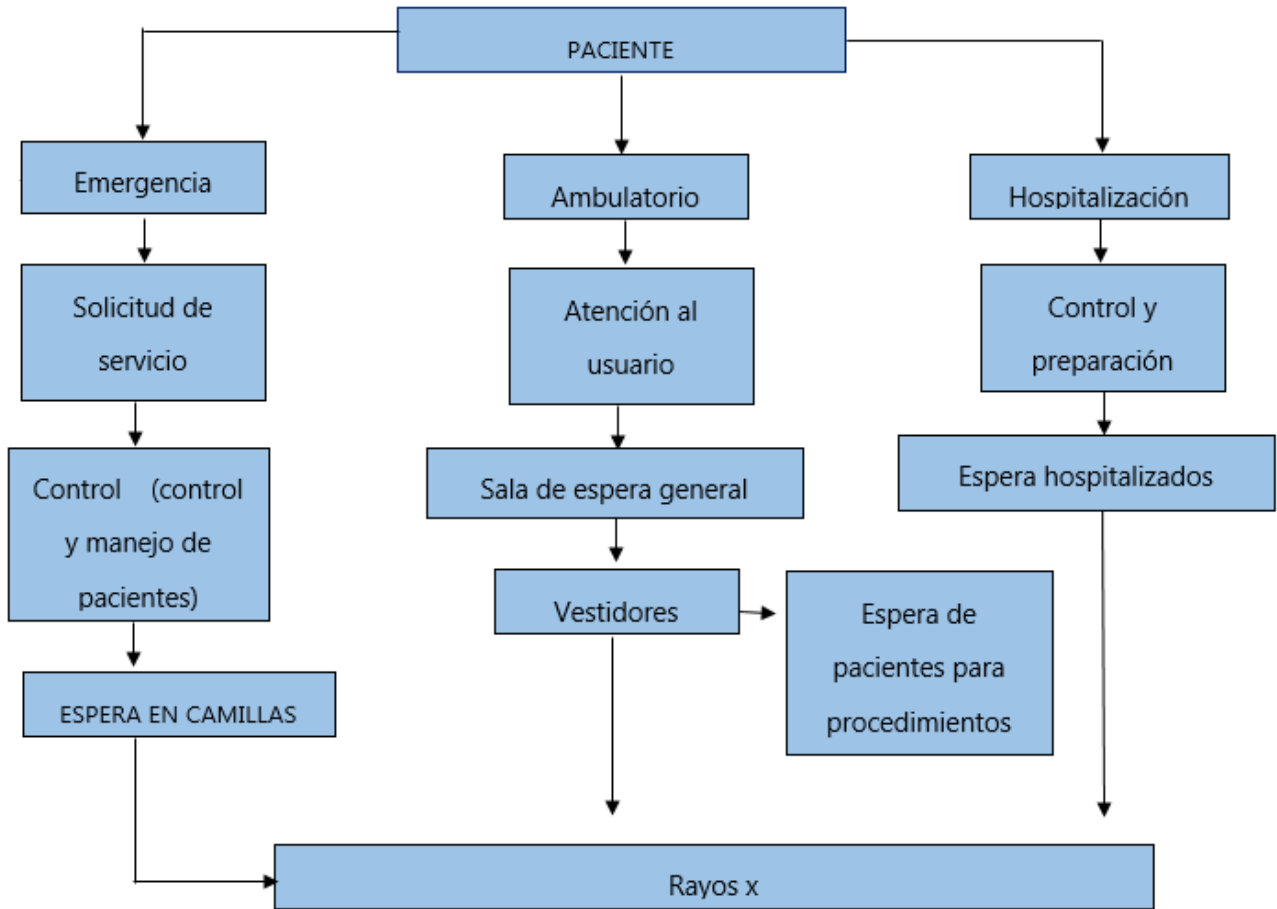 PACIENTE
Emergencia
Ambulatorio
Hospitalización
Solicitud de
servicio
Atención al
usuario
Control y
preparación
Control (control
y manejo de
pacientes)
Sala de espera general
Espera hospitalizados
Vestidores
Espera de
pacientes para
procedimientos
ESPERA EN CAMILLAS
Rayos x